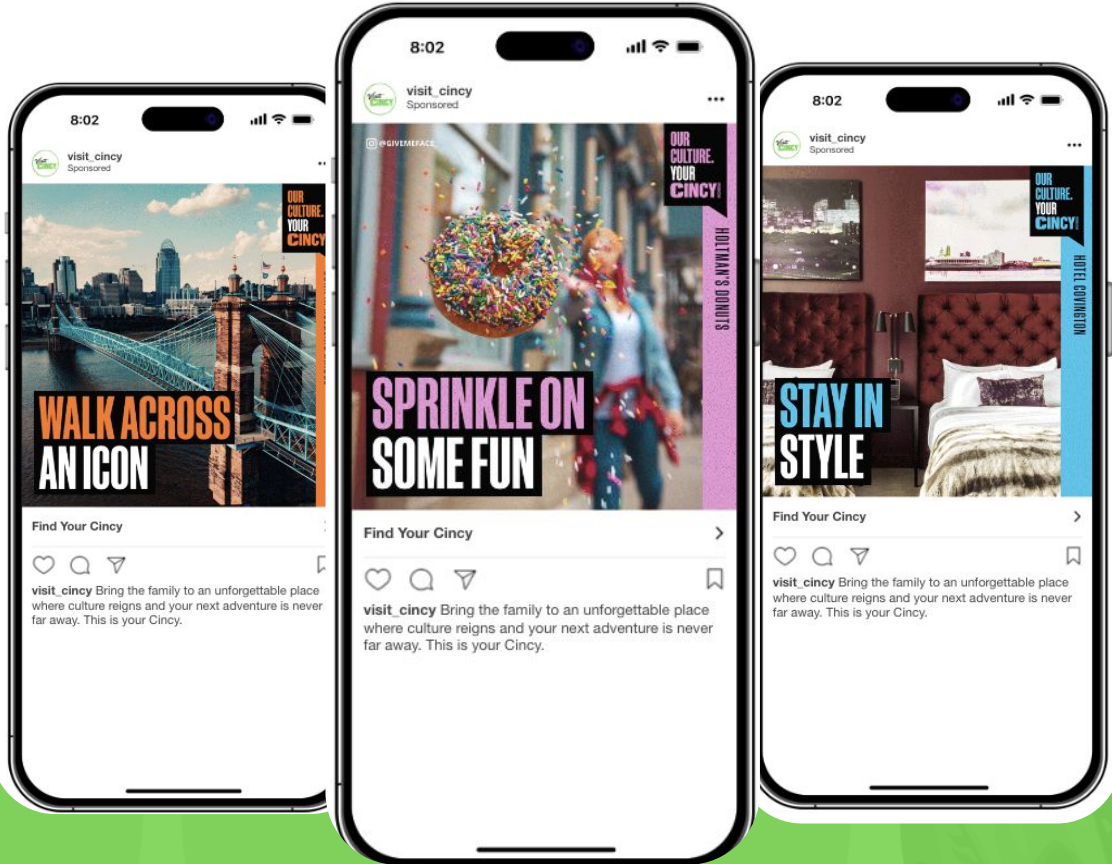 8:02
visit_cincy
Sponsored
OUR
CULTURE.
YOUR
CINCY
WALK ACROSS
AN ICON
Find Your Cincy
visit_cincy Bring the family to an unforgettable place
where culture reigns and your next adventure is never
far away. This is your Cincy.
8:02
Visit
CINCY
visit_cincy
Sponsored
@GIVEMEFACE_
OUR
CULTURE.
YOUR
CINCY!
HOLTMAN'S DONUTS
SPRINKLE ON
SOME FUN
Find Your Cincy
visit_cincy Bring the family to an unforgettable place
where culture reigns and your next adventure is never
far away. This is your Cincy.
8:02
visit_cincy
Sponsored
OUR
CULTURE.
YOUR
CINCY!
HOTEL COVINGTON
STAY IN
STYLE
Find Your Cincy
visit_cincy Bring the family to an unforgettable place
where culture reigns and your next adventure is never
far away. This is your Cincy.